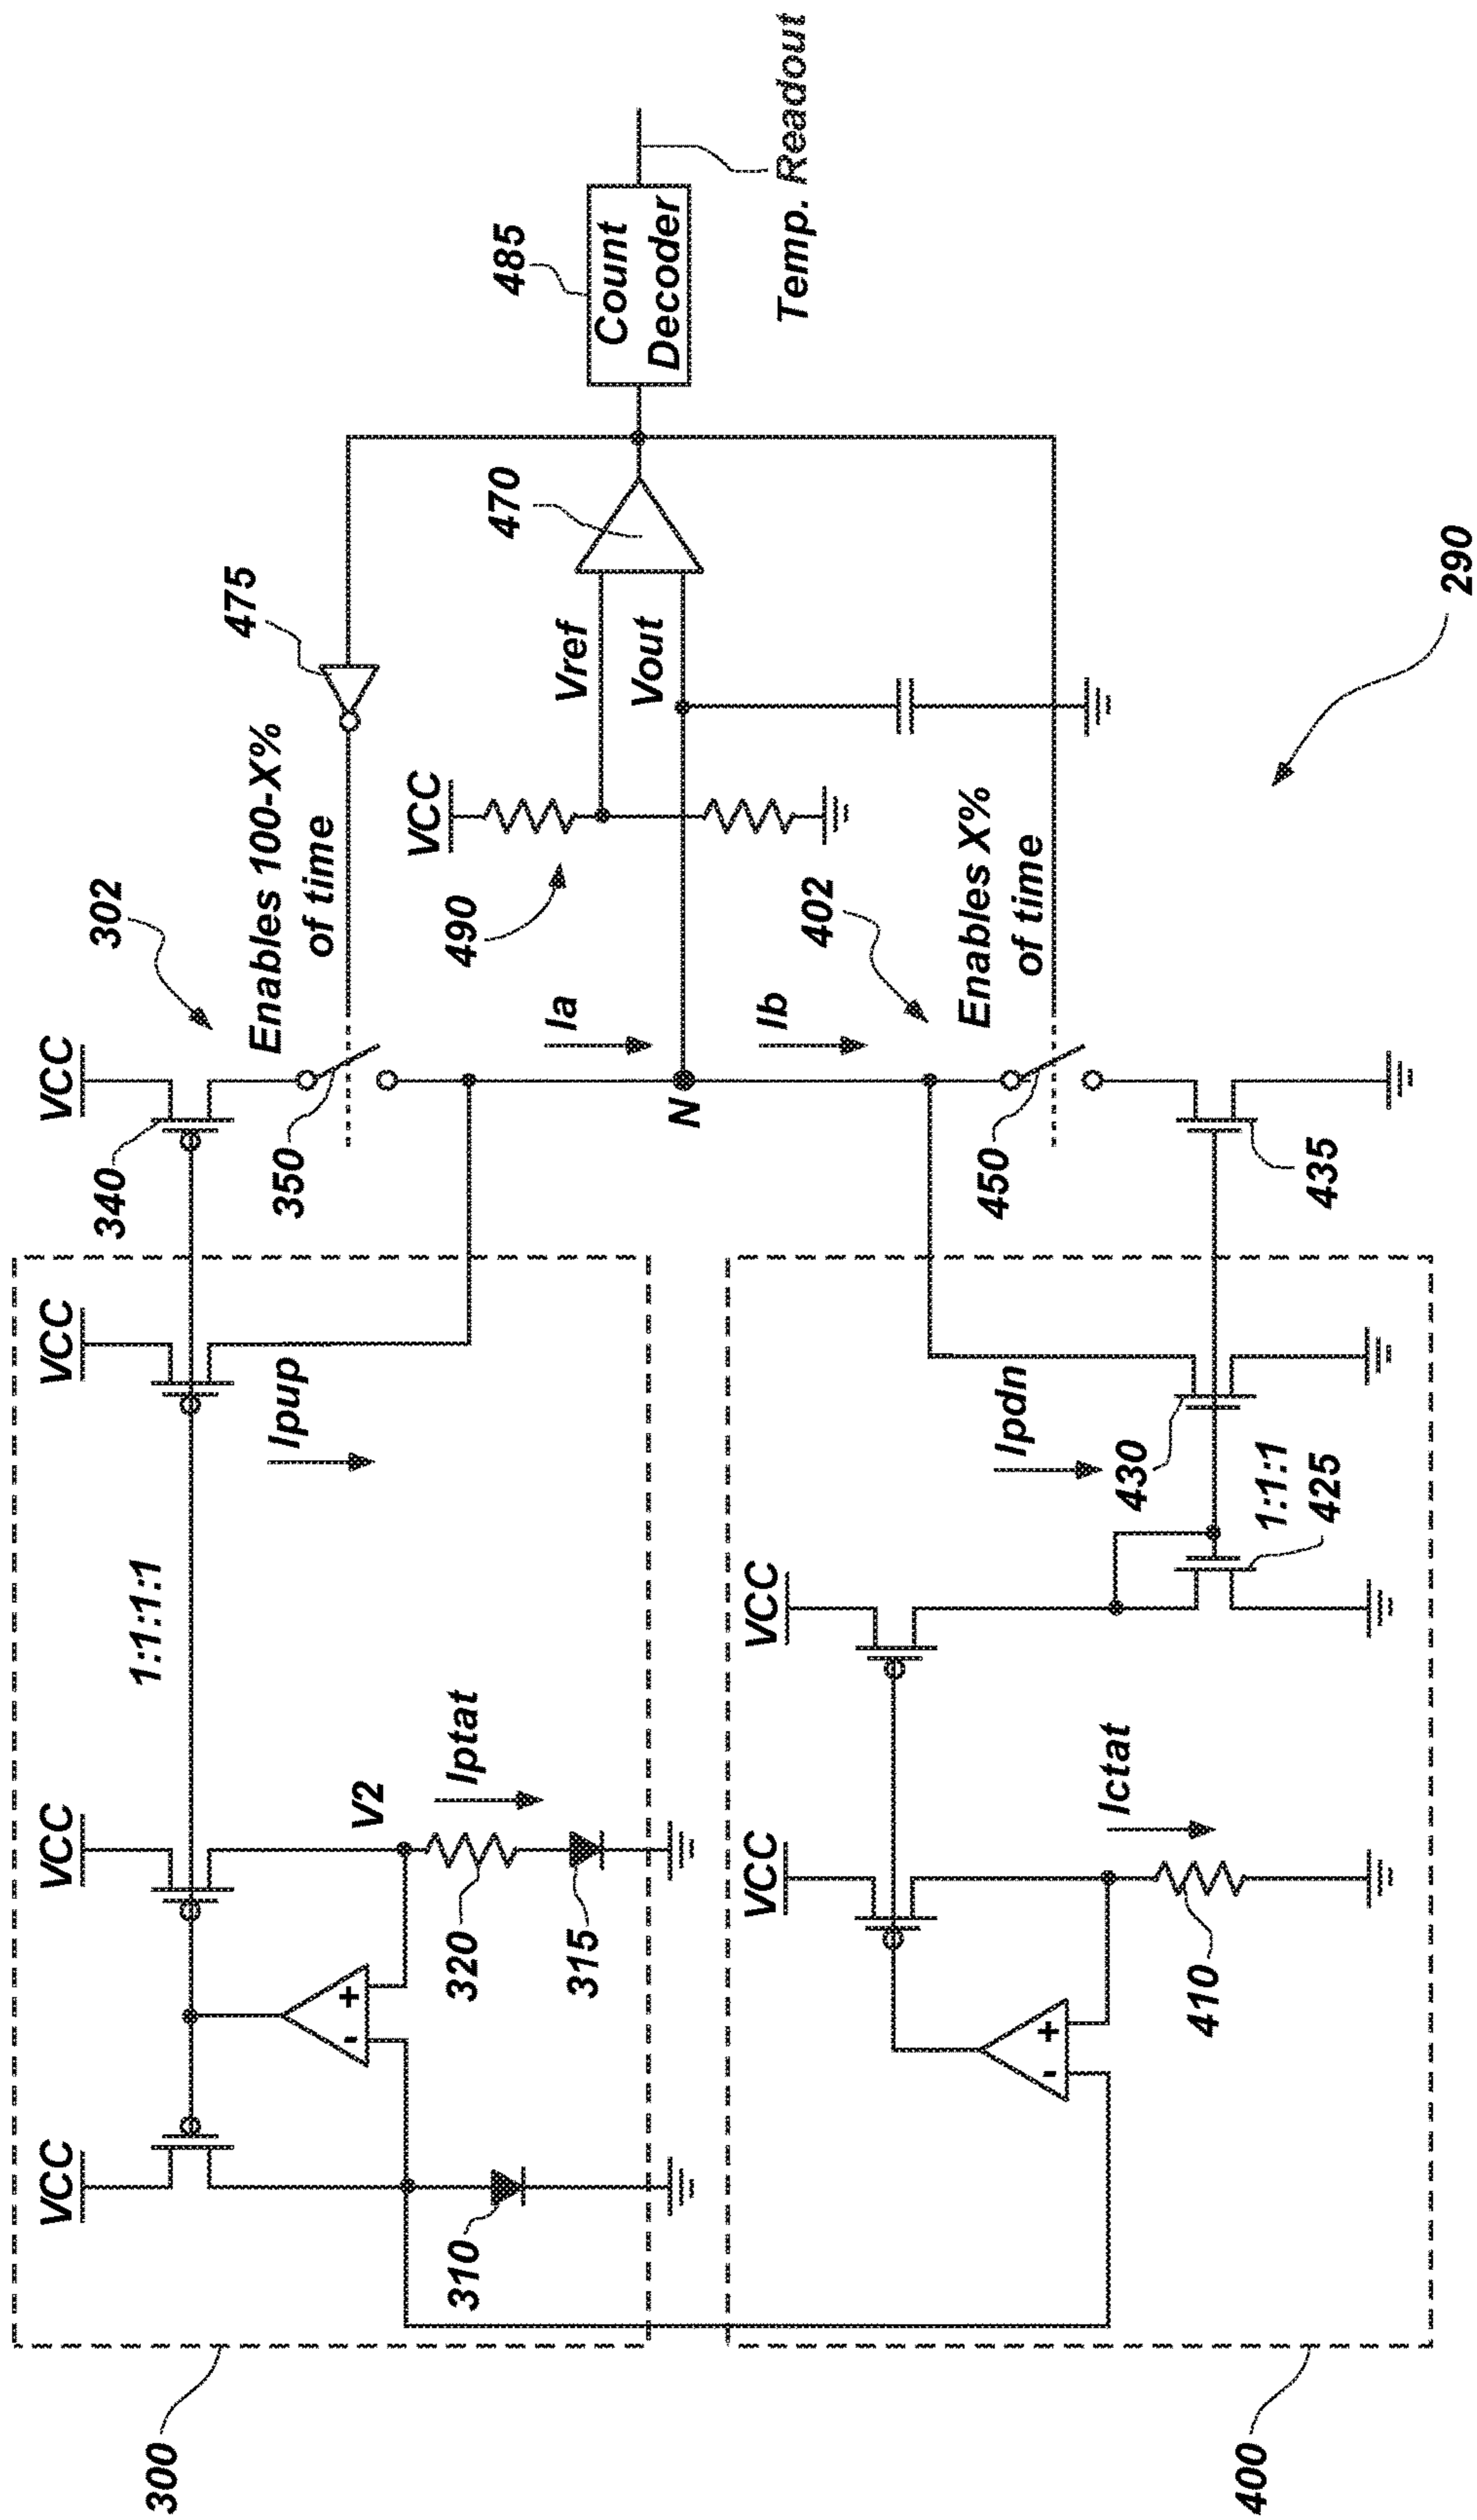 300
VCC
VCC
VCC
VCC
1:1:1:1
Ipup
V2
Iptat
310
320
315
340
350
302
Enables 100-X%
of time
475
Ia
N
Ib
490
VCC
Vref
Vout
470
485
Count
Decoder
Temp. Readout
402
Enables X%
of time
450
435
400
VCC
VCC
Ictat
410
Ipdn
430
1:1:1
425
290
-
+
-
+